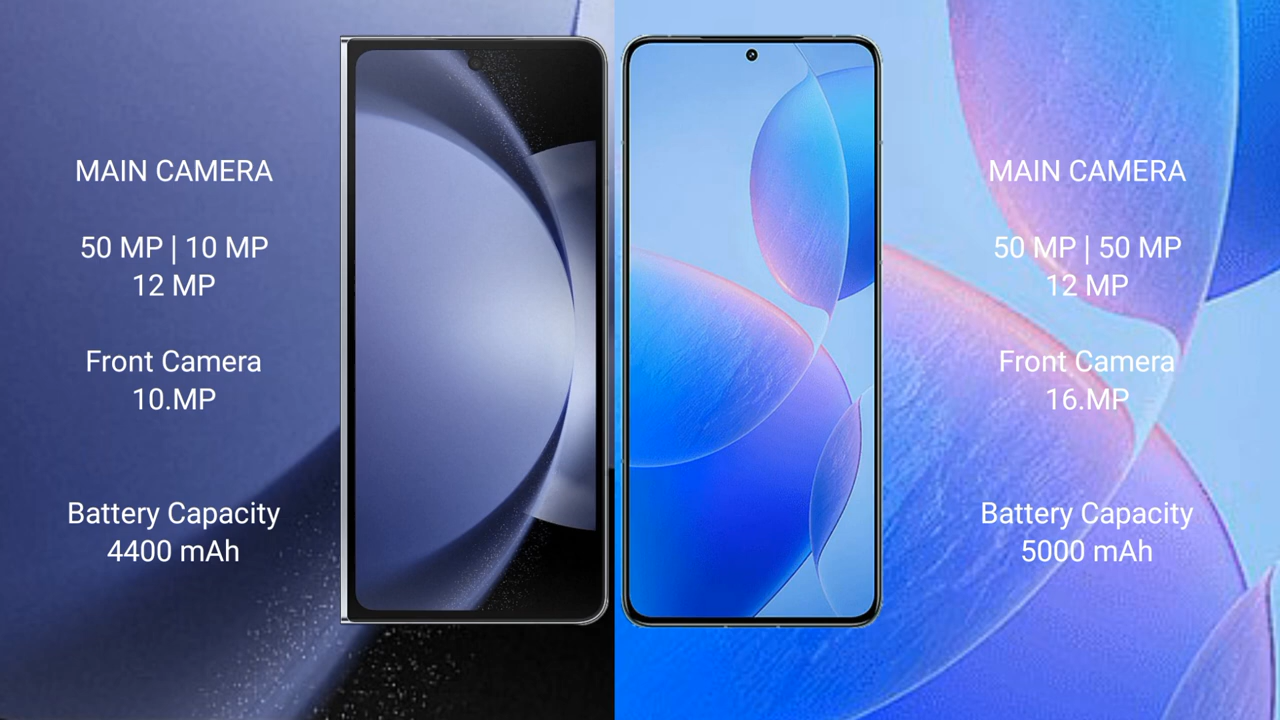 MAIN CAMERA
50 MP | 10 MP
12 MP
Front Camera
10.MP
Battery Capacity
4400 mAh
MAIN CAMERA
50 MP | 50 MP
12 MP
Front Camera
16.MP
Battery Capacity
5000 mAh